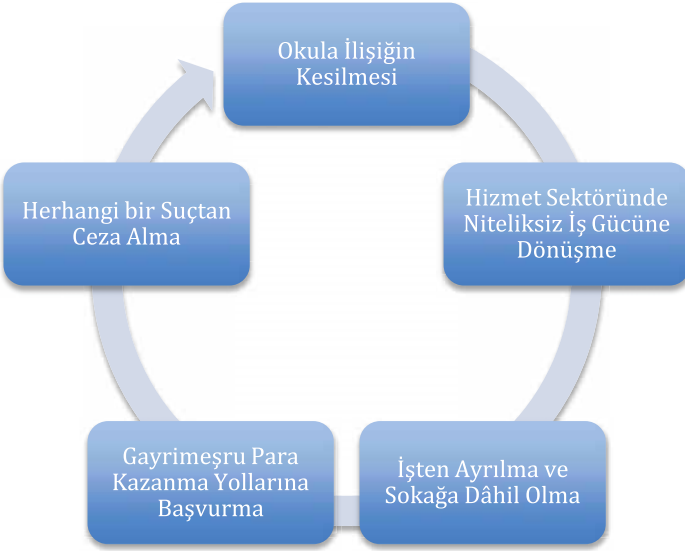 Okula İlişiğin
Kesilmesi
Hizmet Sektöründe
Niteliksiz İş Gücüne
Dönüşme
İşten Ayrılma ve
Sokağa Dâhil Olma
Gayrimeşru Para
Kazanma Yollarına
Başvurma
Herhangi bir Suçtan
Ceza Alma